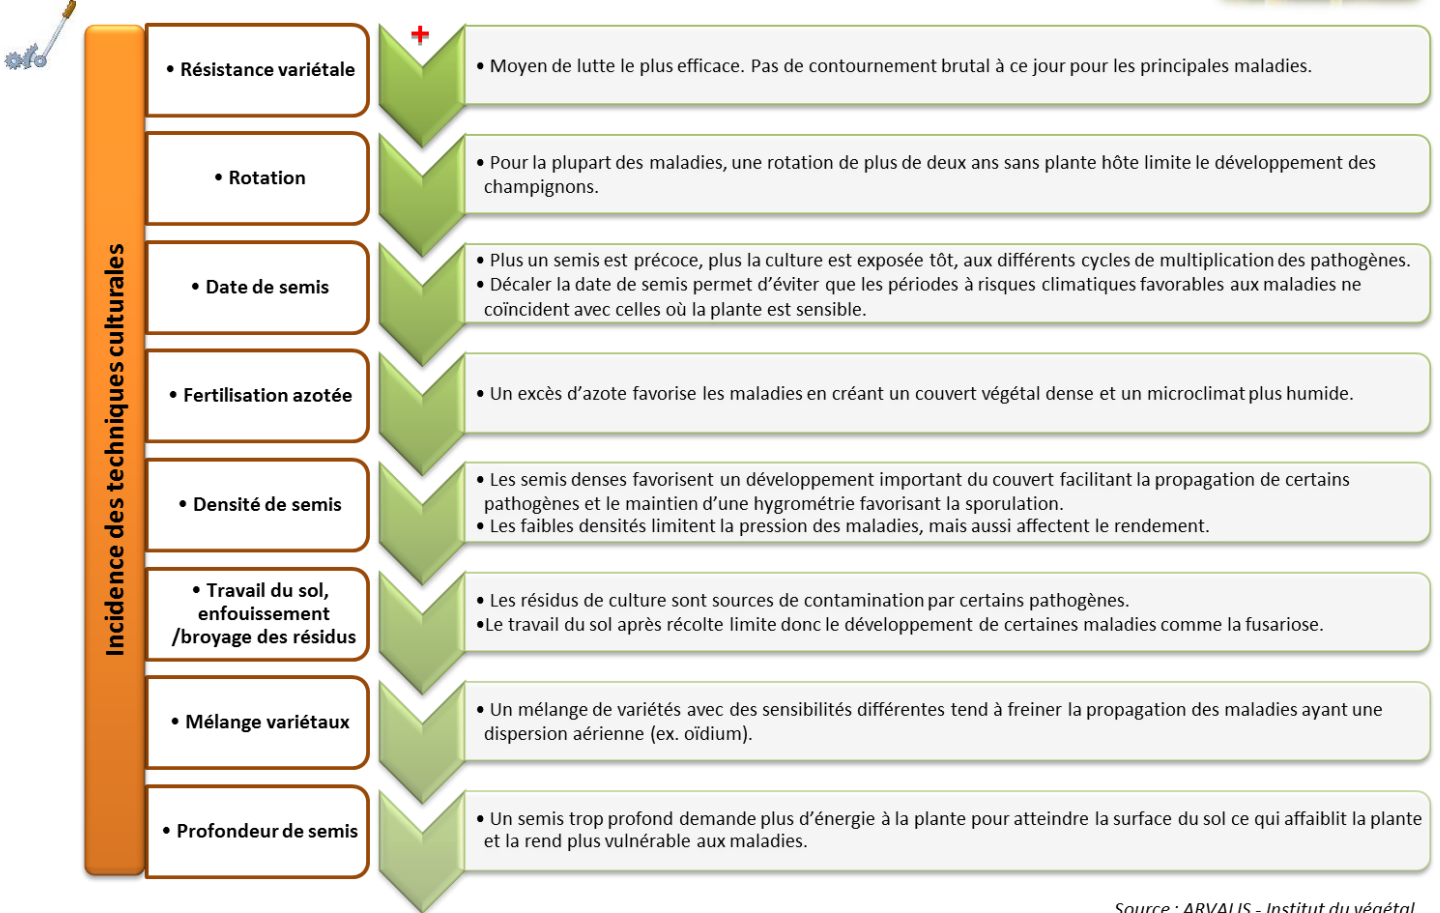 +
Incidence des techniques culturales
• Résistance variétale
• Moyen de lutte le plus efficace. Pas de contournement brutal à ce jour pour les principales maladies.
• Rotation
• Pour la plupart des maladies, une rotation de plus de deux ans sans plante hôte limite le développement des
champignons.
• Date de semis
• Plus un semis est précoce, plus la culture est exposée tôt, aux différents cycles de multiplication des pathogènes.
• Décaler la date de semis permet d’éviter que les périodes à risques climatiques favorables aux maladies ne
coïncident avec celles où la plante est sensible.
• Fertilisation azotée
• Un excès d’azote favorise les maladies en créant un couvert végétal dense et un microclimat plus humide.
• Densité de semis
• Les semis denses favorisent un développement important du couvert facilitant la propagation de certains
pathogènes et le maintien d’une hygrométrie favorisant la sporulation.
• Les faibles densités limitent la pression des maladies, mais aussi affectent le rendement.
• Travail du sol,
enfouissement
/broyage des résidus
• Les résidus de culture sont sources de contamination par certains pathogènes.
•Le travail du sol après récolte limite donc le développement de certaines maladies comme la fusariose.
• Mélange variétaux
• Un mélange de variétés avec des sensibilités différentes tend à freiner la propagation des maladies ayant une
dispersion aérienne (ex. oïdium).
• Profondeur de semis
• Un semis trop profond demande plus d’énergie à la plante pour atteindre la surface du sol ce qui affaiblit la plante
et la rend plus vulnérable aux maladies.
Source : ARVALIS - Institut du végétal